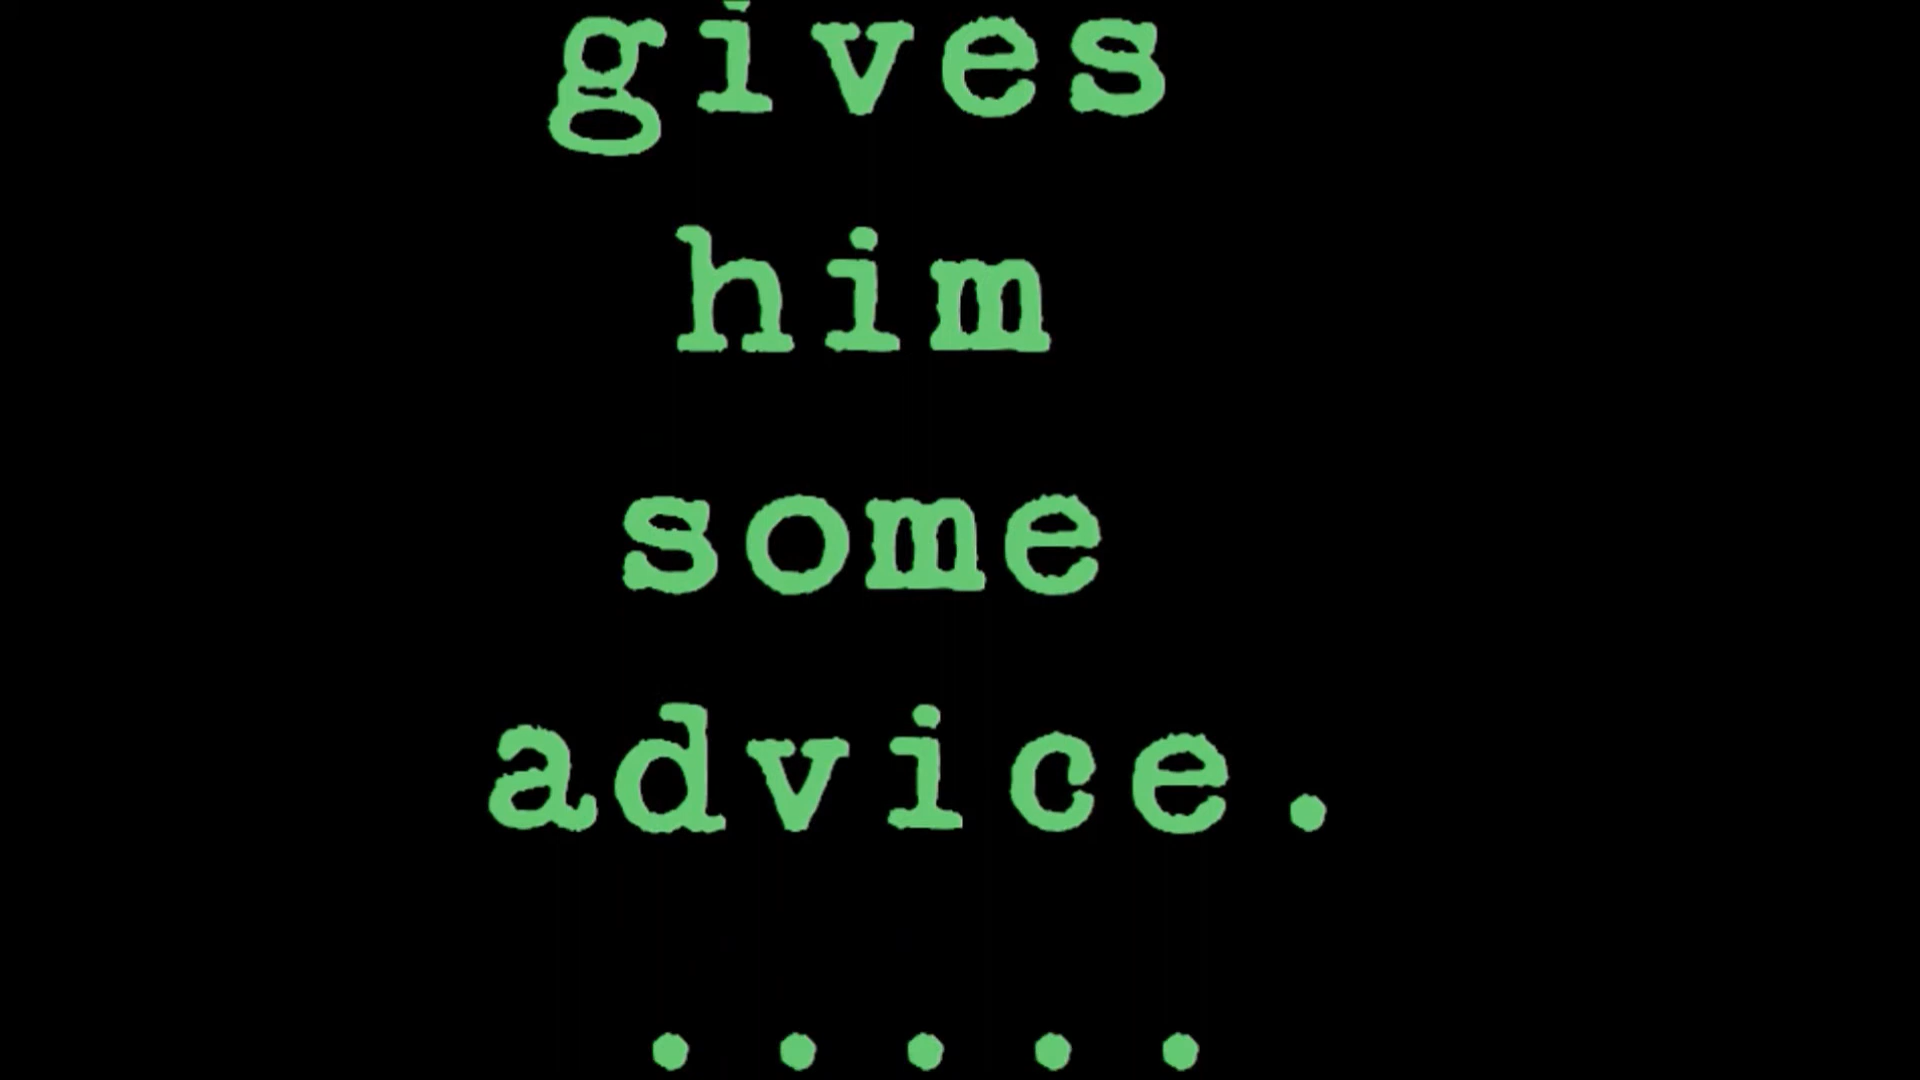 gives
him
some
advice.
.....